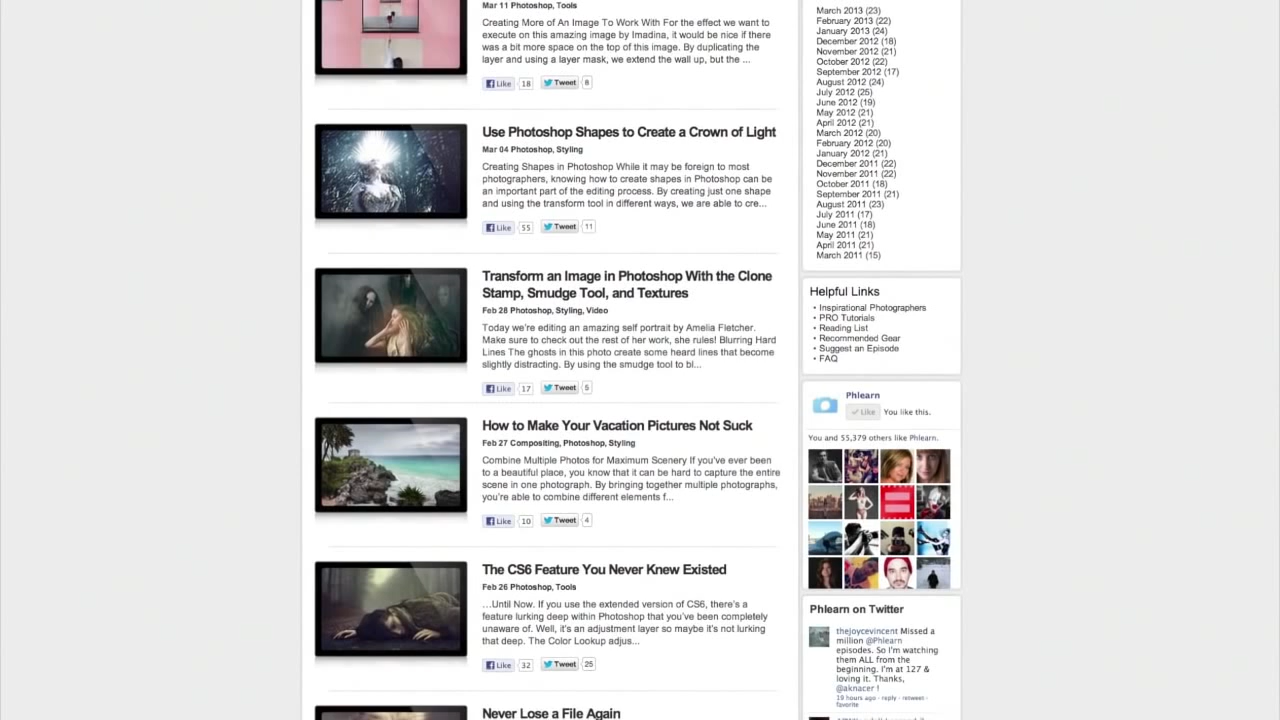 Mar 11 Photoshop, Tools
Creating More of An Image To Work With For the effect we want to
execute on this amazing image by Imadina, it would be nice if there
was a bit more space on the top of this image. By duplicating the
layer and using a layer mask, we extend the wall up, but the ...
Like 18 Tweet 8
Use Photoshop Shapes to Create a Crown of Light
Mar 04 Photoshop, Styling
Creating Shapes in Photoshop While it may be foreign to most
photographers, knowing how to create shapes in Photoshop can be
an important part of the editing process. By creating just one shape
and using the transform tool in different ways, we are able to cre...
Like 55 Tweet 11
Transform an Image in Photoshop With the Clone
Stamp, Smudge Tool, and Textures
Feb 28 Photoshop, Styling, Video
Today we're editing an amazing self portrait by Amelia Fletcher.
Make sure to check out the rest of her work, she rules! Blurring Hard
Lines The ghosts in this photo create some heard lines that become
slightly distracting. By using the smudge tool to bl...
Like 17 Tweet 5
How to Make Your Vacation Pictures Not Suck
Feb 27 Compositing, Photoshop, Styling
Combine Multiple Photos for Maximum Scenery If you've ever been
to a beautiful place, you know that it can be hard to capture the entire
scene in one photograph. By bringing together multiple photographs,
you're able to combine different elements f...
Like 10 Tweet 4
The CS6 Feature You Never Knew Existed
Feb 26 Photoshop, Tools
...Until Now. If you use the extended version of CS6, there's a
feature lurking deep within Photoshop that you've been completely
unaware of. Well, it's an adjustment layer so maybe it's not lurking
that deep. The Color Lookup adjus...
Like 32 Tweet 25
Never Lose a File Again
March 2013 (23)
February 2013 (22)
January 2013 (24)
December 2012 (18)
November 2012 (21)
October 2012 (22)
September 2012 (17)
August 2012 (24)
July 2012 (25)
June 2012 (19)
May 2012 (21)
April 2012 (21)
March 2012 (20)
February 2012 (20)
January 2012 (21)
December 2011 (22)
November 2011 (22)
October 2011 (18)
September 2011 (21)
August 2011 (23)
July 2011 (17)
June 2011 (18)
May 2011 (21)
April 2011 (21)
March 2011 (15)
Helpful Links
• Inspirational Photographers
• PRO Tutorials
• Reading List
• Recommended Gear
• Suggest an Episode
• FAQ
Phlearn
Like You like this.
You and 55,379 others like Phlearn.
Phlearn on Twitter
thejoycevincent Missed a
million @Phlearn
episodes. So I'm watching
them ALL from the
beginning. I'm at 127 &
loving it. Thanks,
@aknacer !
19 hours ago · reply · retweet ·
favorite